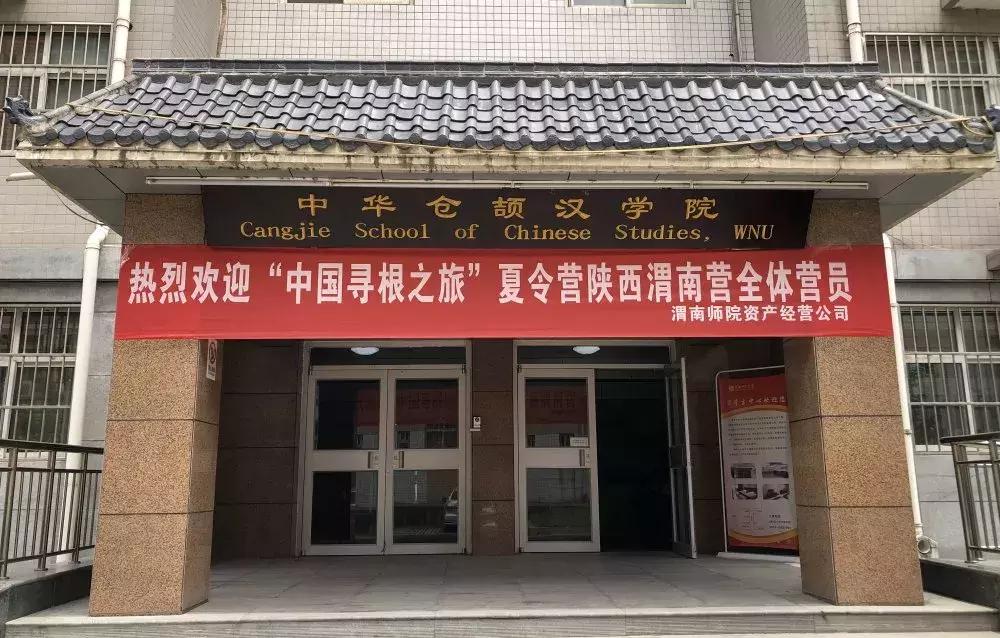 中华仓颉汉学院
Cangjie School of Chinese Studies, WNU
热烈欢迎“中国寻根之旅”夏令营陕西渭南营全体营员
渭南师院资产经营公司